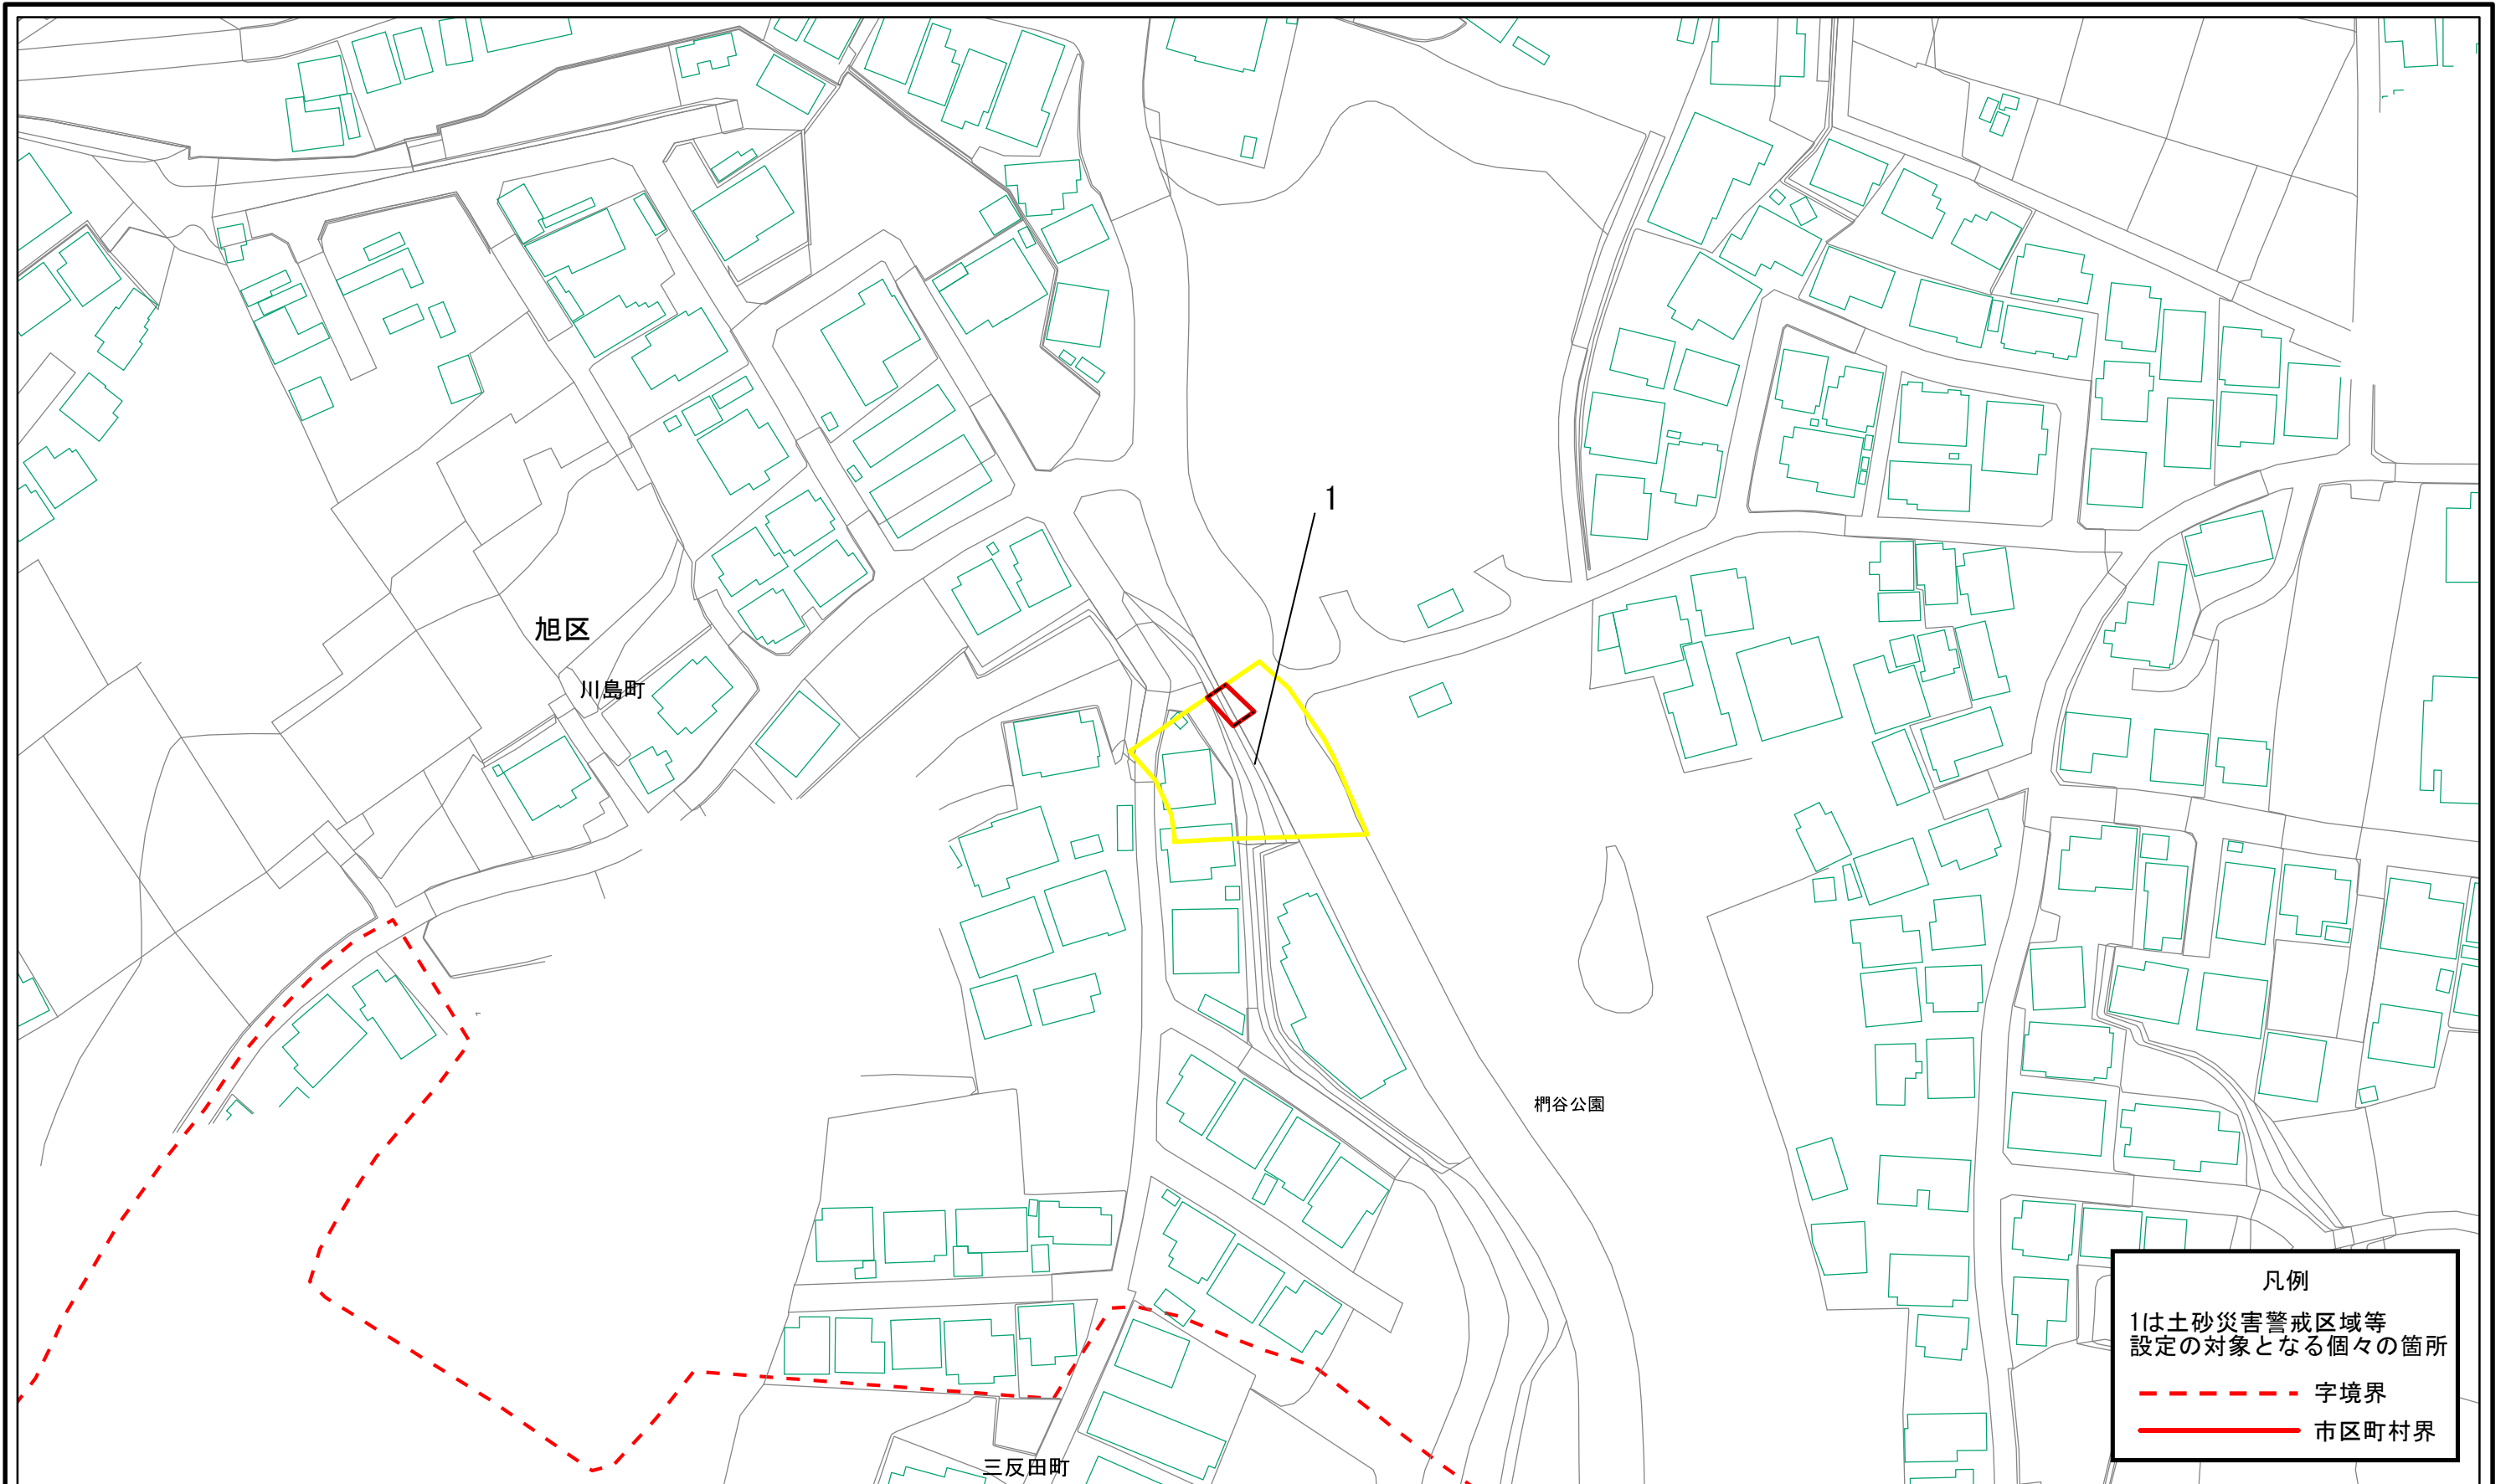 1
旭区
川島町
椚谷公園
三反田町
凡例
1は土砂災害警戒区域等
設定の対象となる個々の箇所
字境界
市区町村界